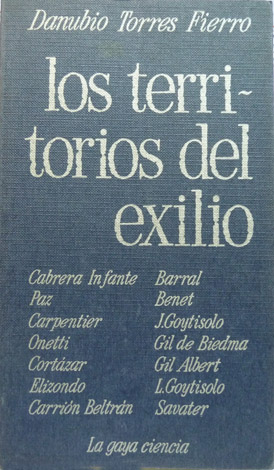 Danubio Torres Fierro
los terri-
torios del
exilio
Cabrera Infante
Paz
Carpentier
Onetti
Cortázar
Elizondo
Carrión Beltrán
Barral
Benet
J.Goytisolo
Gil de Biedma
Gil Albert
L.Goytisolo
Savater
La gaya ciencia